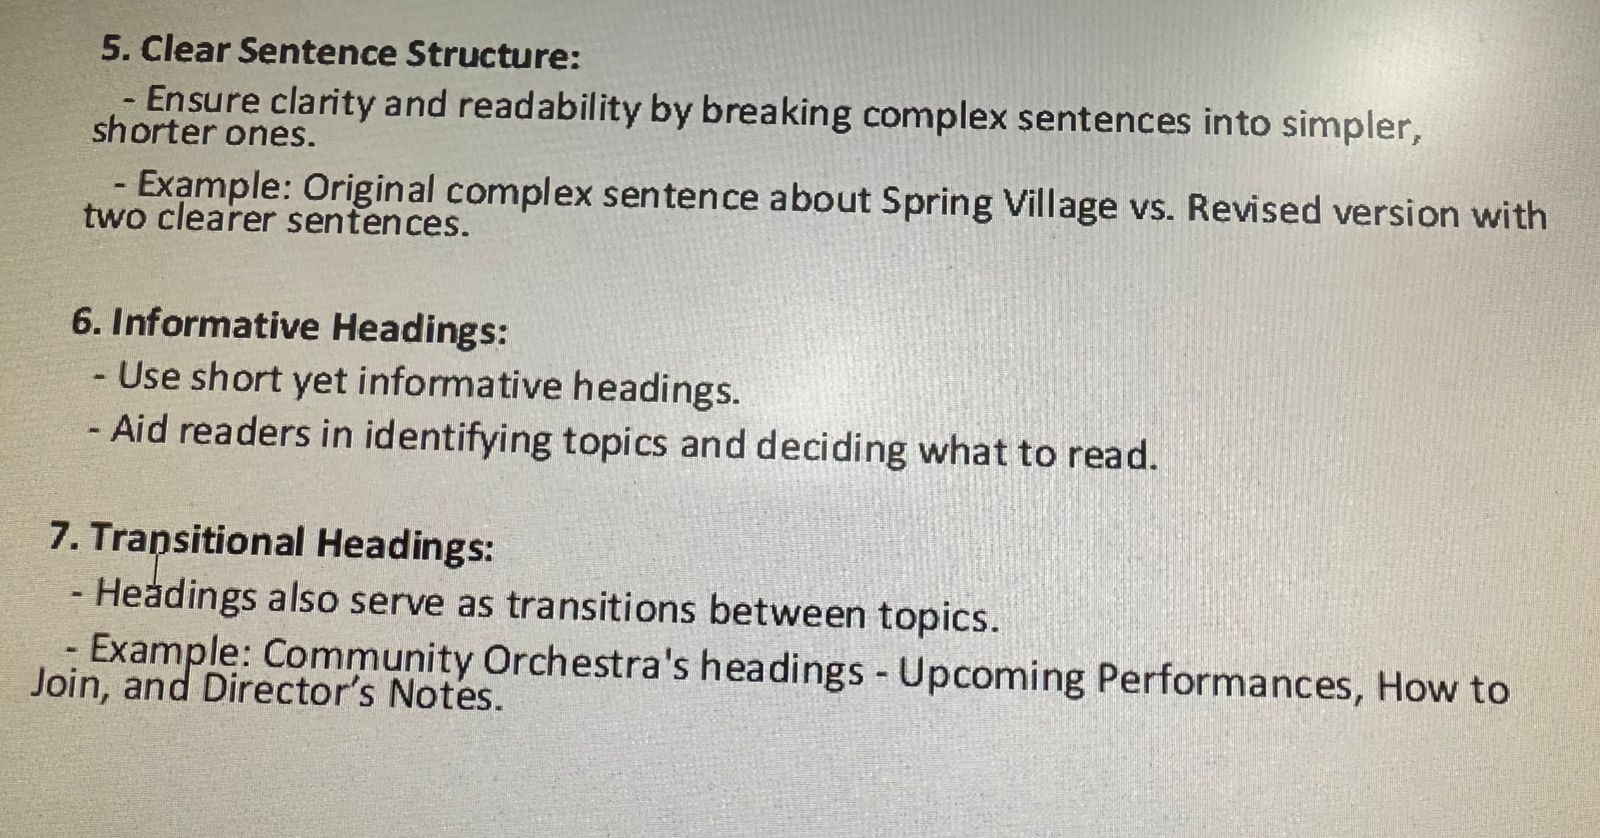 5. Clear Sentence Structure:
- Ensure clarity and readability by breaking complex sentences into simpler,
shorter ones.
- Example: Original complex sentence about Spring Village vs. Revised version with
two clearer sentences.
6. Informative Headings:
- Use short yet informative headings.
- Aid readers in identifying topics and deciding what to read.
7. Transitional Headings:
- Headings also serve as transitions between topics.
- Example: Community Orchestra's headings - Upcoming Performances, How to
Join, and Director’s Notes.